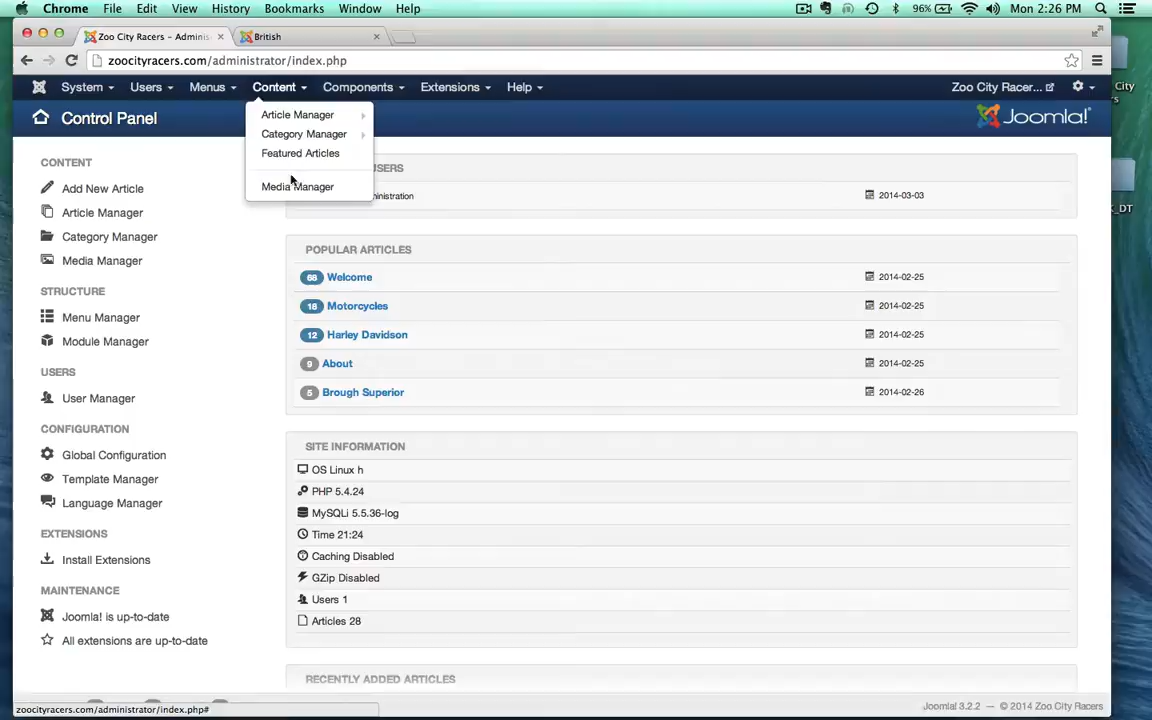 Chrome File Edit View History Bookmarks Window Help 96% Mon 2:26 PM
Zoo City Racers - Adminis × British ×
zoocityracers.com/administrator/index.php
System Users Menus Content Components Extensions Help Zoo City Racer...
Control Panel Joomla!
Article Manager
Category Manager
Featured Articles
Media Manager
CONTENT
Add New Article
Article Manager
Category Manager
Media Manager
STRUCTURE
Menu Manager
Module Manager
USERS
User Manager
CONFIGURATION
Global Configuration
Template Manager
Language Manager
EXTENSIONS
Install Extensions
MAINTENANCE
Joomla! is up-to-date
All extensions are up-to-date
USERS
2014-03-03
POPULAR ARTICLES
68 Welcome 2014-02-25
18 Motorcycles 2014-02-25
12 Harley Davidson 2014-02-25
9 About 2014-02-25
5 Brough Superior 2014-02-26
SITE INFORMATION
OS Linux h
PHP 5.4.24
MySQLi 5.5.36-log
Time 21:24
Caching Disabled
GZip Disabled
Users 1
Articles 28
RECENTLY ADDED ARTICLES
zoocityracers.com/administrator/index.php#
Joomla! 3.2.2 — © 2014 Zoo City Racers
City